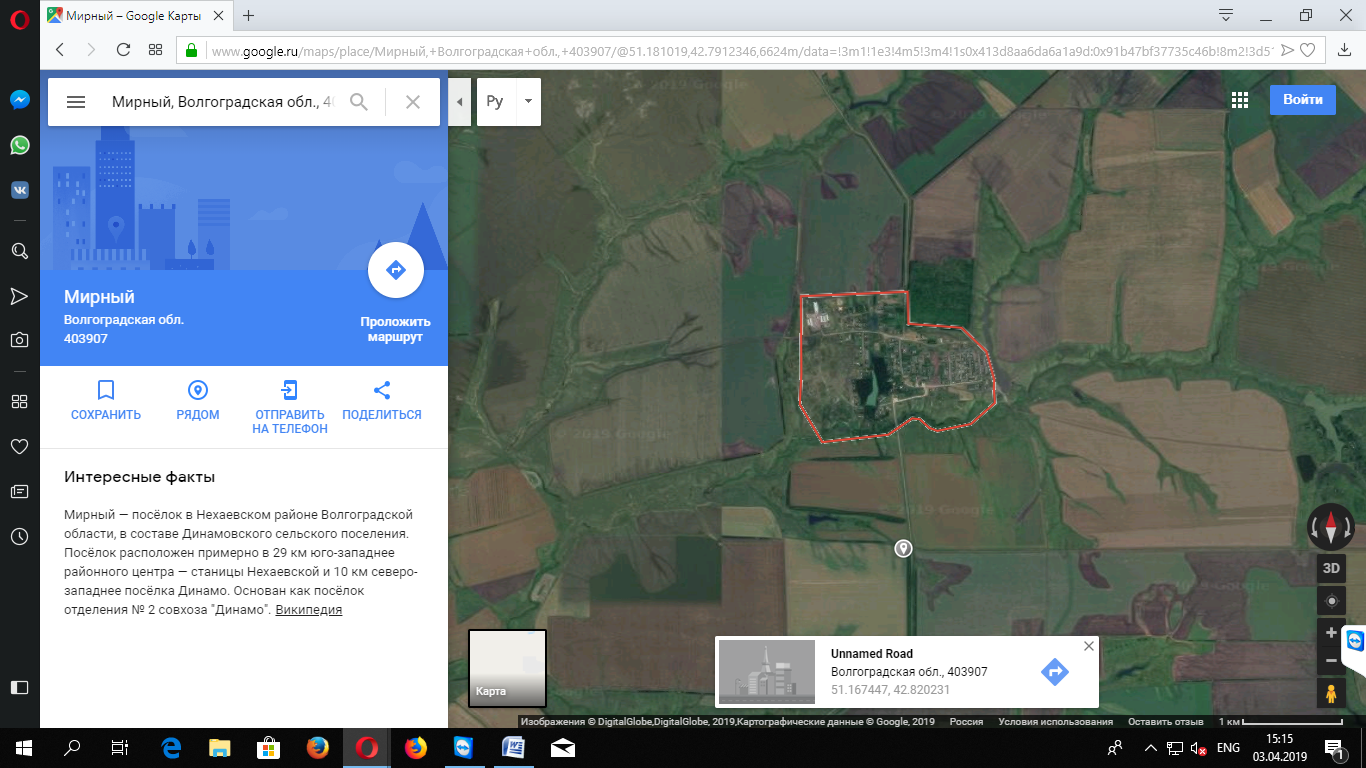 Мирный – Google Карты
www.google.ru/maps/place/Мирный,+Волгоградская+обл.,+403907/@51.181019,42.7912346,6624m/data=!3m1!1e3!4m5!3m4!1s0x413d8aa6da6a1a9d:0x91b47bf37735c46b!8m2!3d51
Мирный, Волгоградская обл., 40
Ру
Войти
© 2019 Google
Мирный
Волгоградская обл.
403907
Проложить
маршрут
СОХРАНИТЬ
РЯДОМ
ОТПРАВИТЬ
НА ТЕЛЕФОН
ПОДЕЛИТЬСЯ
Интересные факты
Мирный — посёлок в Нехаевском районе Волгоградской
области, в составе Динамовского сельского поселения.
Посёлок расположен примерно в 29 км юго-западнее
районного центра — станицы Нехаевской и 10 км северо-
западнее посёлка Динамо. Основан как посёлок
отделения № 2 совхоза "Динамо". Википедия
Карта
Unnamed Road
Волгоградская обл., 403907
51.167447, 42.820231
3D
Изображения © DigitalGlobe,DigitalGlobe, 2019,Картографические данные © Google, 2019
Россия
Условия использования
Оставить отзыв
1 км
ENG
15:15
03.04.2019
1